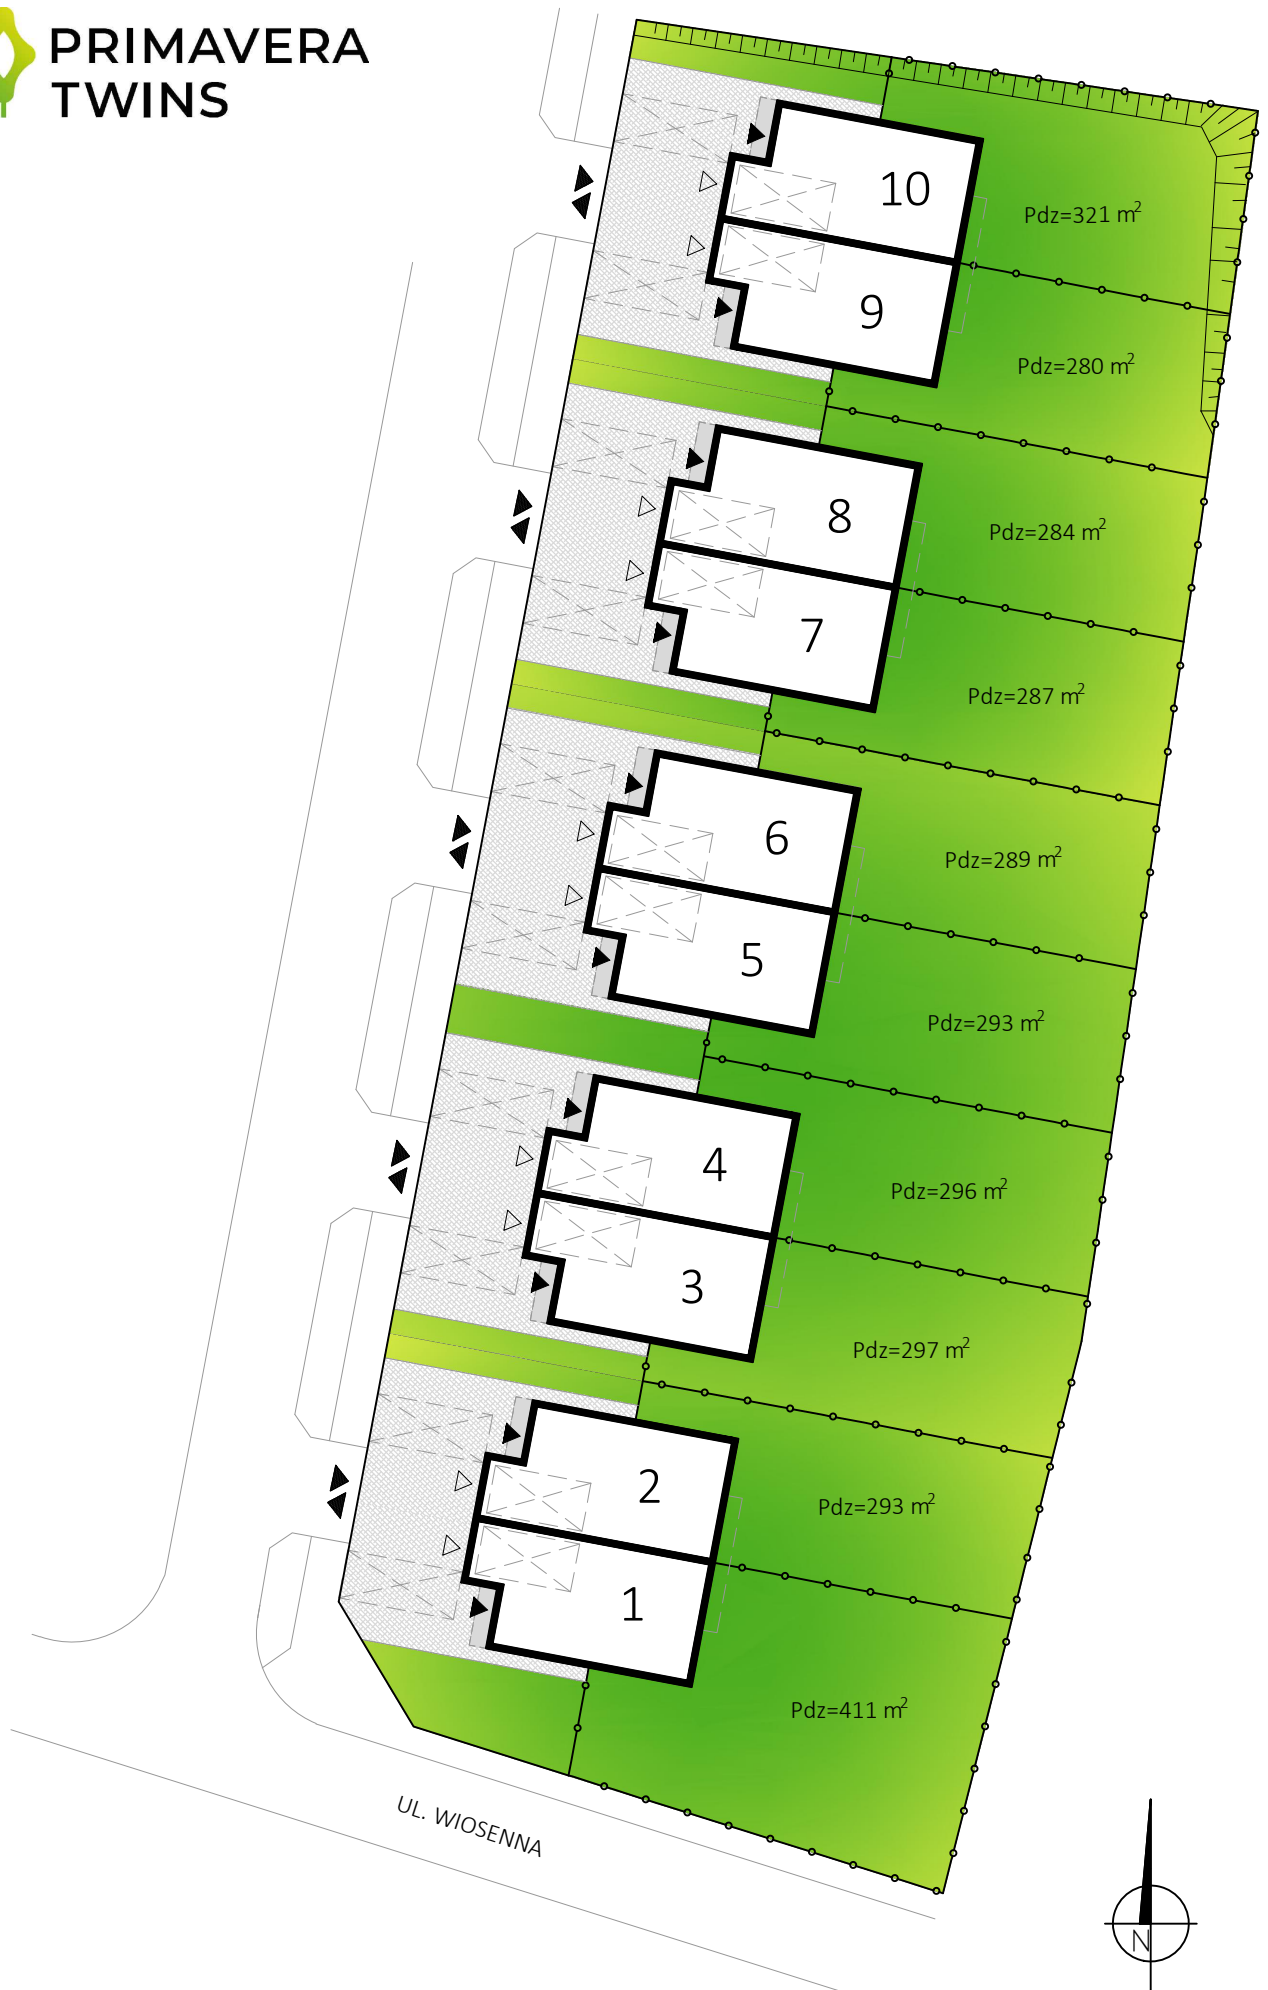 PRIMAVERA
TWINS
10
Pdz=321 m²
9
Pdz=280 m²
8
Pdz=284 m²
7
Pdz=287 m²
6
Pdz=289 m²
5
Pdz=293 m²
4
Pdz=296 m²
3
Pdz=297 m²
2
Pdz=293 m²
1
Pdz=411 m²
UL. WIOSENNA
N